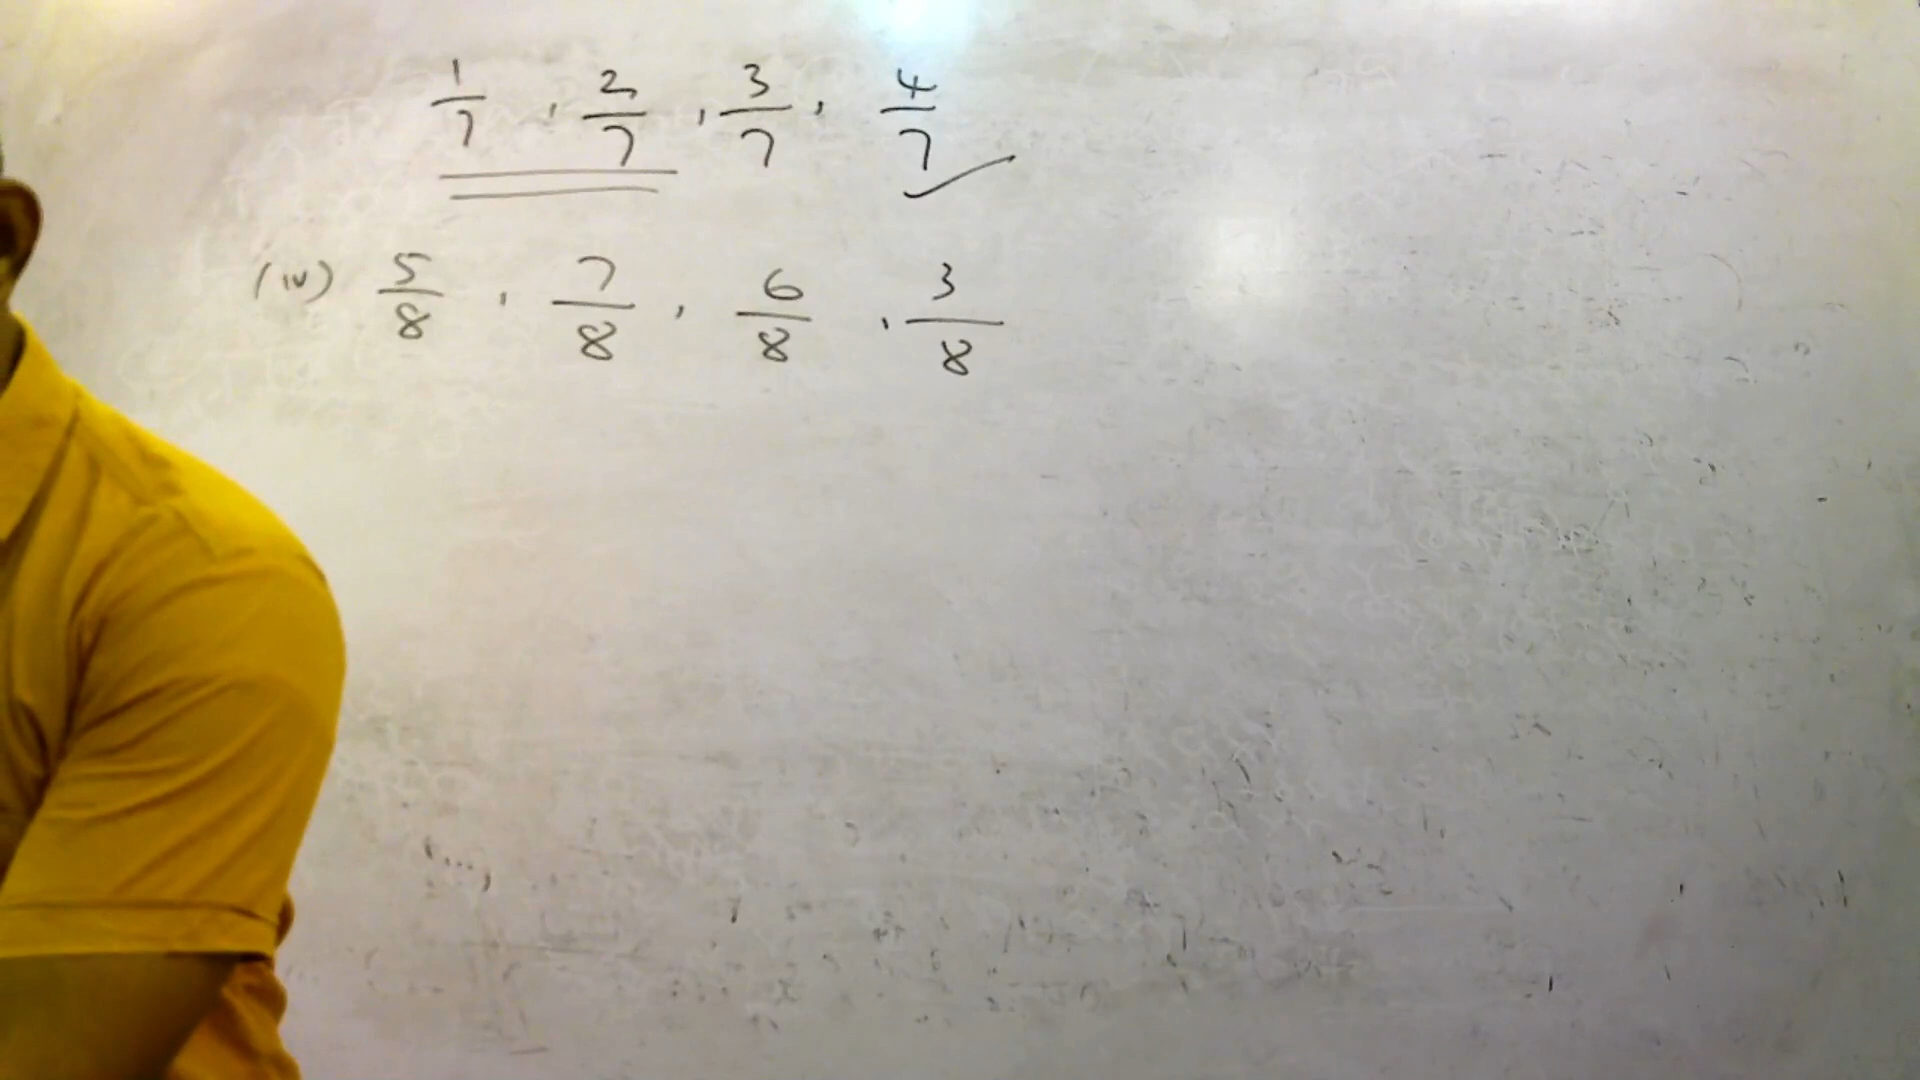 1/7 , 2/7 , 3/7 , 4/7
(iv) 5/8 , 7/8 , 6/8 , 3/8